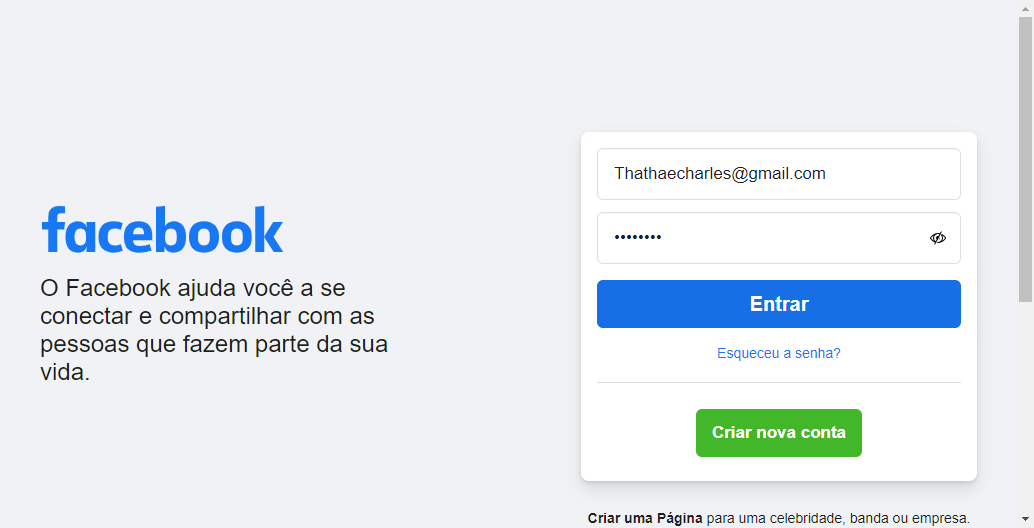 facebook
O Facebook ajuda você a se
conectar e compartilhar com as
pessoas que fazem parte da sua
vida.
Thathaecharles@gmail.com
••••••••
Entrar
Esqueceu a senha?
Criar nova conta
Criar uma Página para uma celebridade, banda ou empresa.